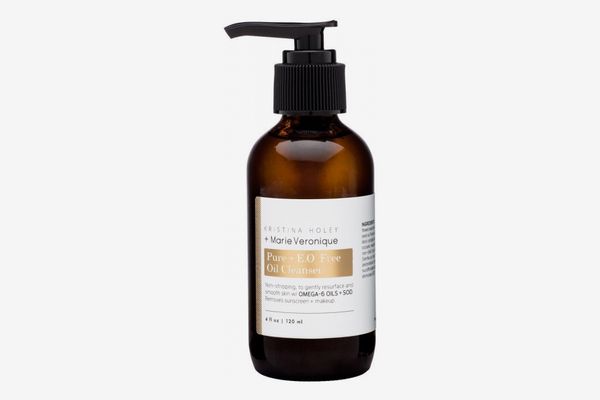 KRISTINA HOLEY
+ Marie Veronique
Pure + E.O Free
Oil Cleanser
Non-stripping, to gently resurface and
smooth skin w/ OMEGA-6 OILS + SOD.
Removes sunscreen + makeup.
4 fl oz | 120 ml